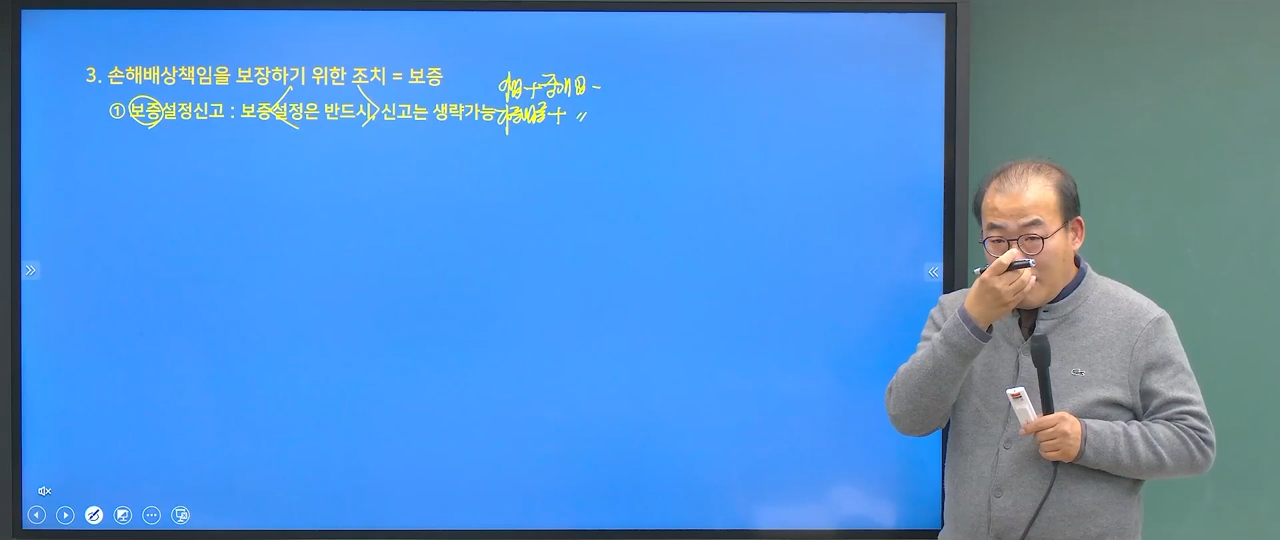 3. 손해배상책임을 보장하기 위한 조치 = 보증
① 보증설정신고 : 보증설정은 반드시, 신고는 생략가능